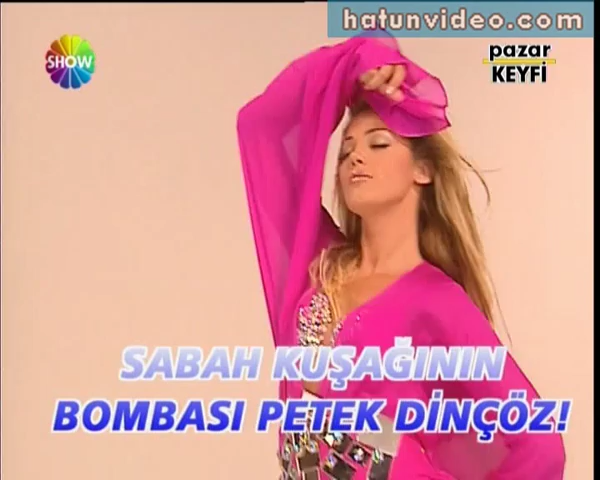 hatunvideo.com
SHOW
pazar
KEYFİ
SABAH KUŞAĞININ
BOMBASI PETEK DİNÇÖZ!